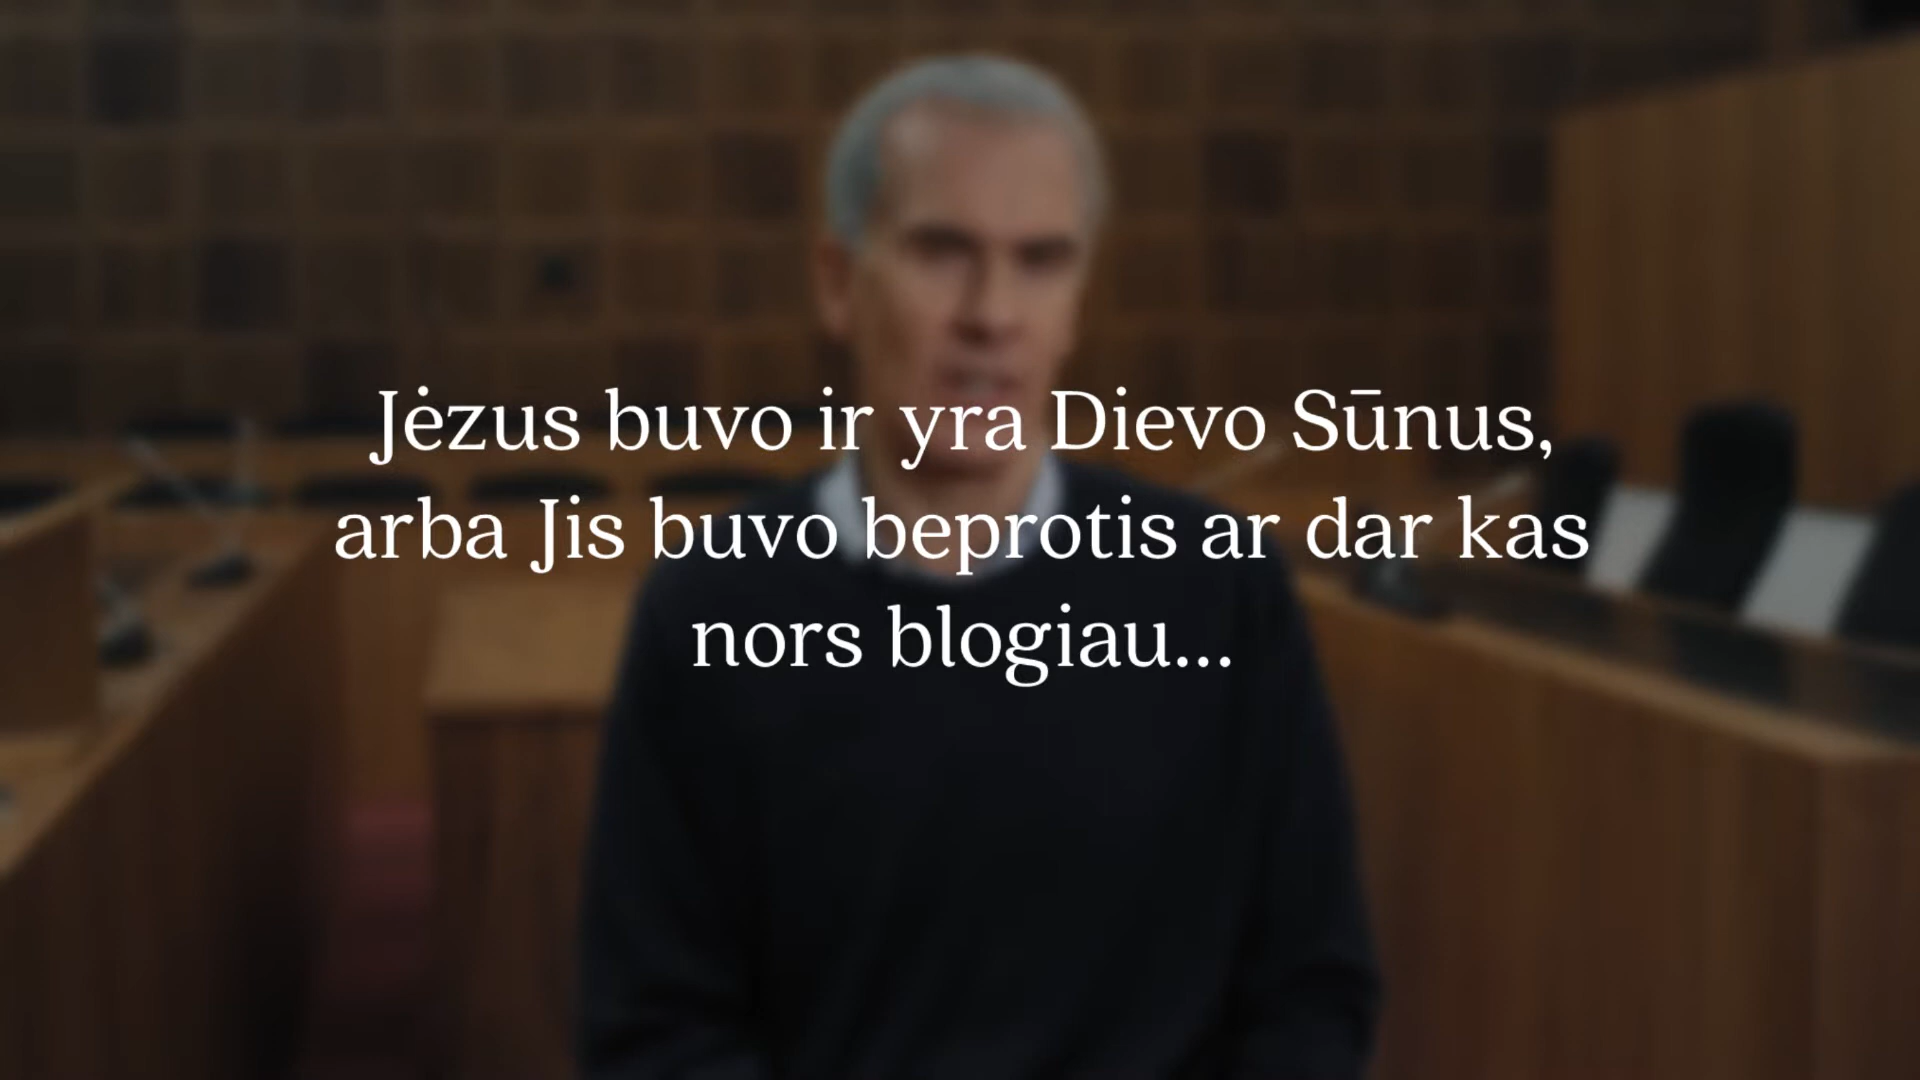 Jėzus buvo ir yra Dievo Sūnus,
arba Jis buvo beprotis ar dar kas
nors blogiau...